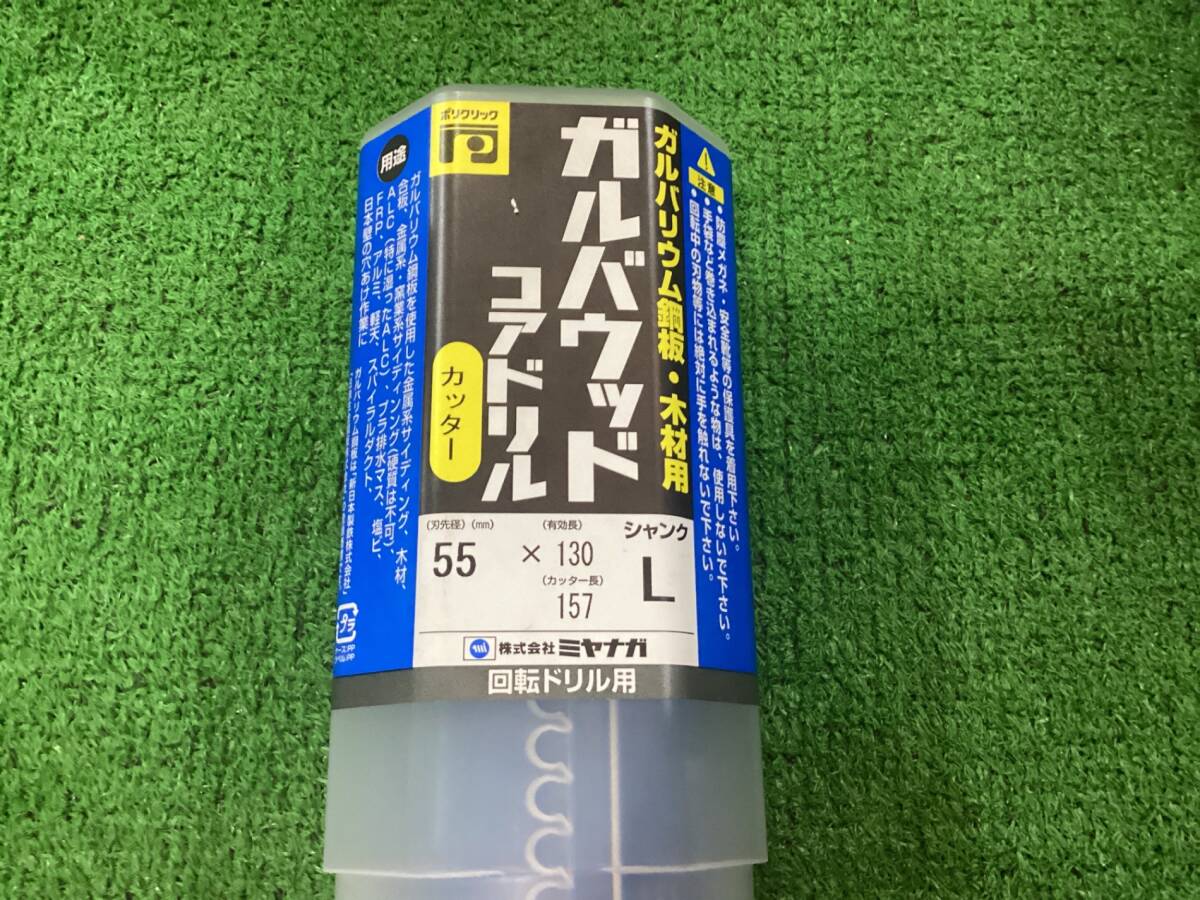 ポリクリック
ガルバリウム鋼板・木材用
ガルバウッド
コアドリル
カッター
用途
ガルバリウム鋼板を使用した金属系サイディング、木材、
合板、金属系・窯業系サイディング(硬質は不可)、
ALC(特に湿ったALC)、プラ排水マス、塩ビ、
FRP、アルミ、軽天、スパイラルダクト、
日本壁の穴あけ作業に
ガルバリウム鋼板は「新日本製鉄株式会社」
注意
・防塵メガネ・安全靴等の保護具を着用下さい。
・手袋など巻き込まれるような物は、使用しないで下さい。
・回転中の刃物等には絶対に手を触れないで下さい。
(刃先径)(mm)
55
×
(有効長)
130
(カッター長)
157
シャンク
L
株式会社ミヤナガ
回転ドリル用
プラ
ケース:PP
ラベル:PP